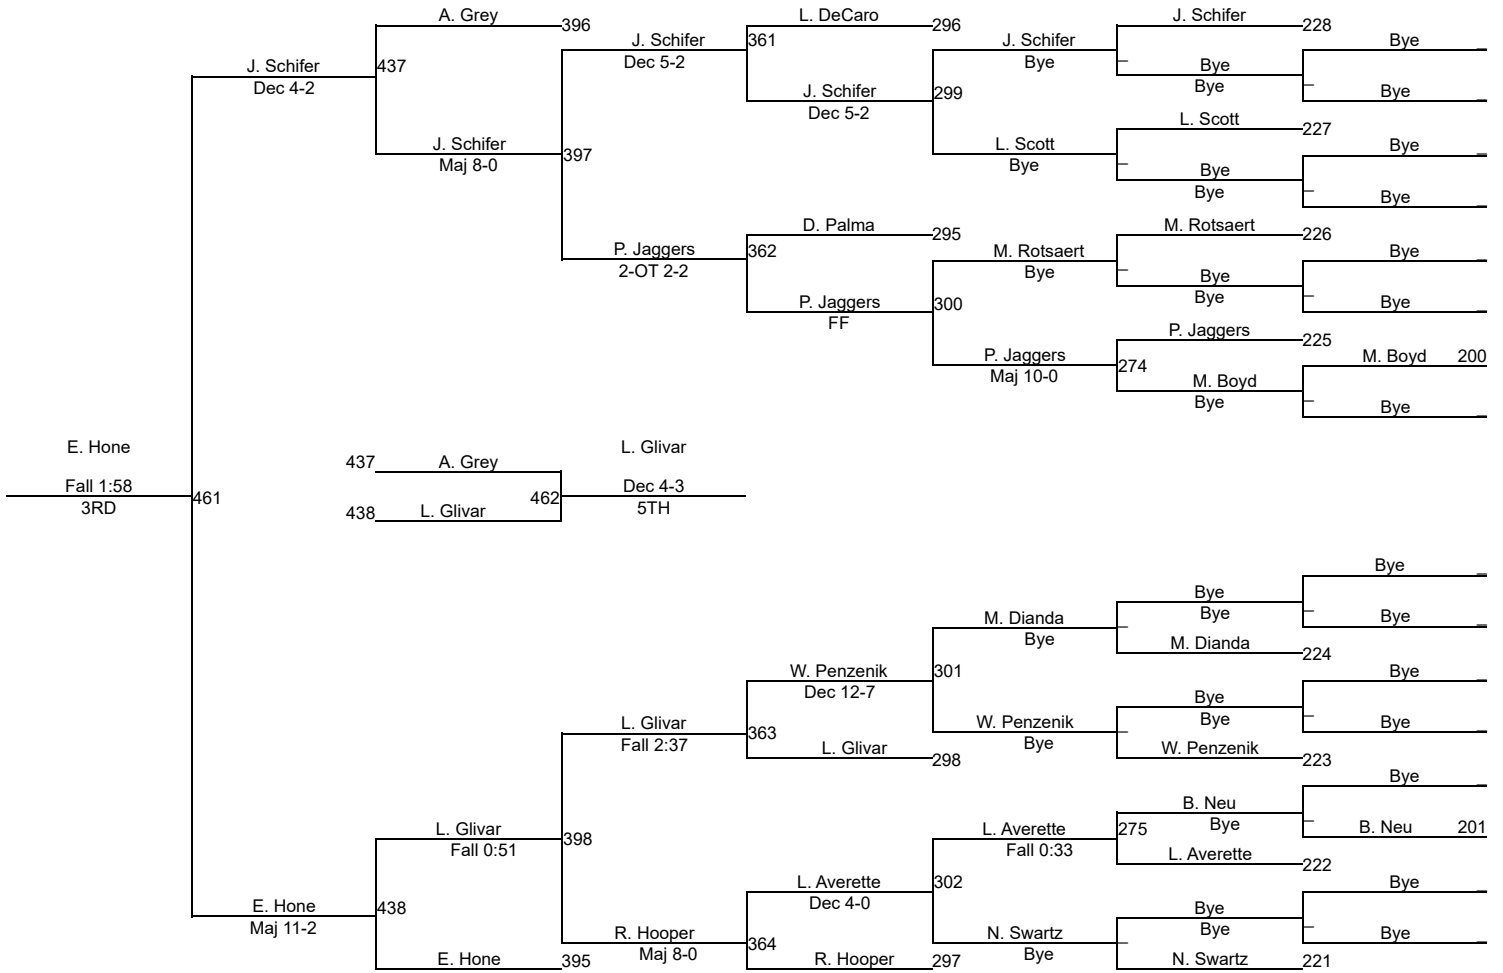 A. Grey 396 L. DeCaro 296 J. Schifer 228
J. Schifer 361 J. Schifer Bye
J. Schifer 437 Dec 5-2 Bye Bye
Dec 4-2 J. Schifer 299 Bye Bye
Dec 5-2 L. Scott 227
J. Schifer 397 L. Scott Bye
Maj 8-0 Bye Bye
Bye Bye
D. Palma 295 M. Rotsaert 226
P. Jaggers 362 M. Rotsaert Bye
2-OT 2-2 Bye Bye
P. Jaggers 300 Bye Bye
FF P. Jaggers 225
P. Jaggers 274 M. Boyd 200
Maj 10-0 M. Boyd
Bye Bye
E. Hone L. Glivar
437 A. Grey
Fall 1:58 461 462 Dec 4-3
3RD 438 L. Glivar 5TH
Bye
Bye
M. Dianda Bye Bye
Bye M. Dianda 224
W. Penzenik 301 Bye
Dec 12-7 Bye
L. Glivar 363 W. Penzenik Bye Bye
Fall 2:37 L. Glivar 298 Bye W. Penzenik 223
Bye
B. Neu
L. Glivar 398 L. Averette 275 Bye B. Neu 201
Fall 0:51 Fall 0:33 L. Averette 222
L. Averette 302 Bye
E. Hone 438 Dec 4-0 Bye
Maj 11-2 R. Hooper 364 N. Swartz Bye Bye
Maj 8-0 Bye
E. Hone 395 R. Hooper 297 N. Swartz 221